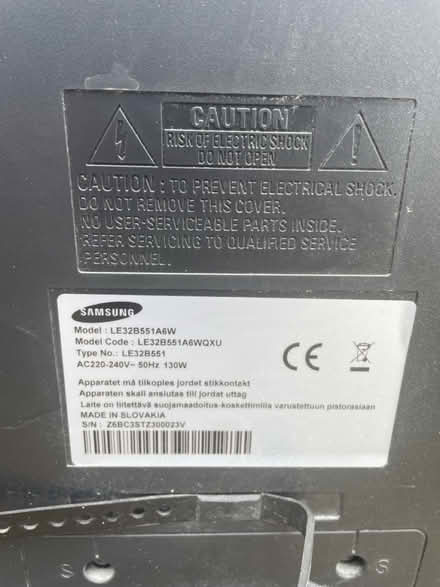 CAUTION
RISK OF ELECTRIC SHOCK
DO NOT OPEN
CAUTION : TO PREVENT ELECTRICAL SHOCK,
DO NOT REMOVE THIS COVER.
NO USER-SERVICEABLE PARTS INSIDE.
REFER SERVICING TO QUALIFIED SERVICE
PERSONNEL.
SAMSUNG
Model : LE32B551A6W
Model Code : LE32B551A6WQXU
Type No.: LE32B551
AC220-240V~ 50Hz 130W
CE
Apparatet må tilkoples jordet stikkontakt
Apparaten skall anslutas till jordat uttag
Laite on liitettävä suojamaadoitus-koskettimilla varustettuun pistorasiaan
MADE IN SLOVAKIA
S/N : Z6BC3STZ300023V
S S